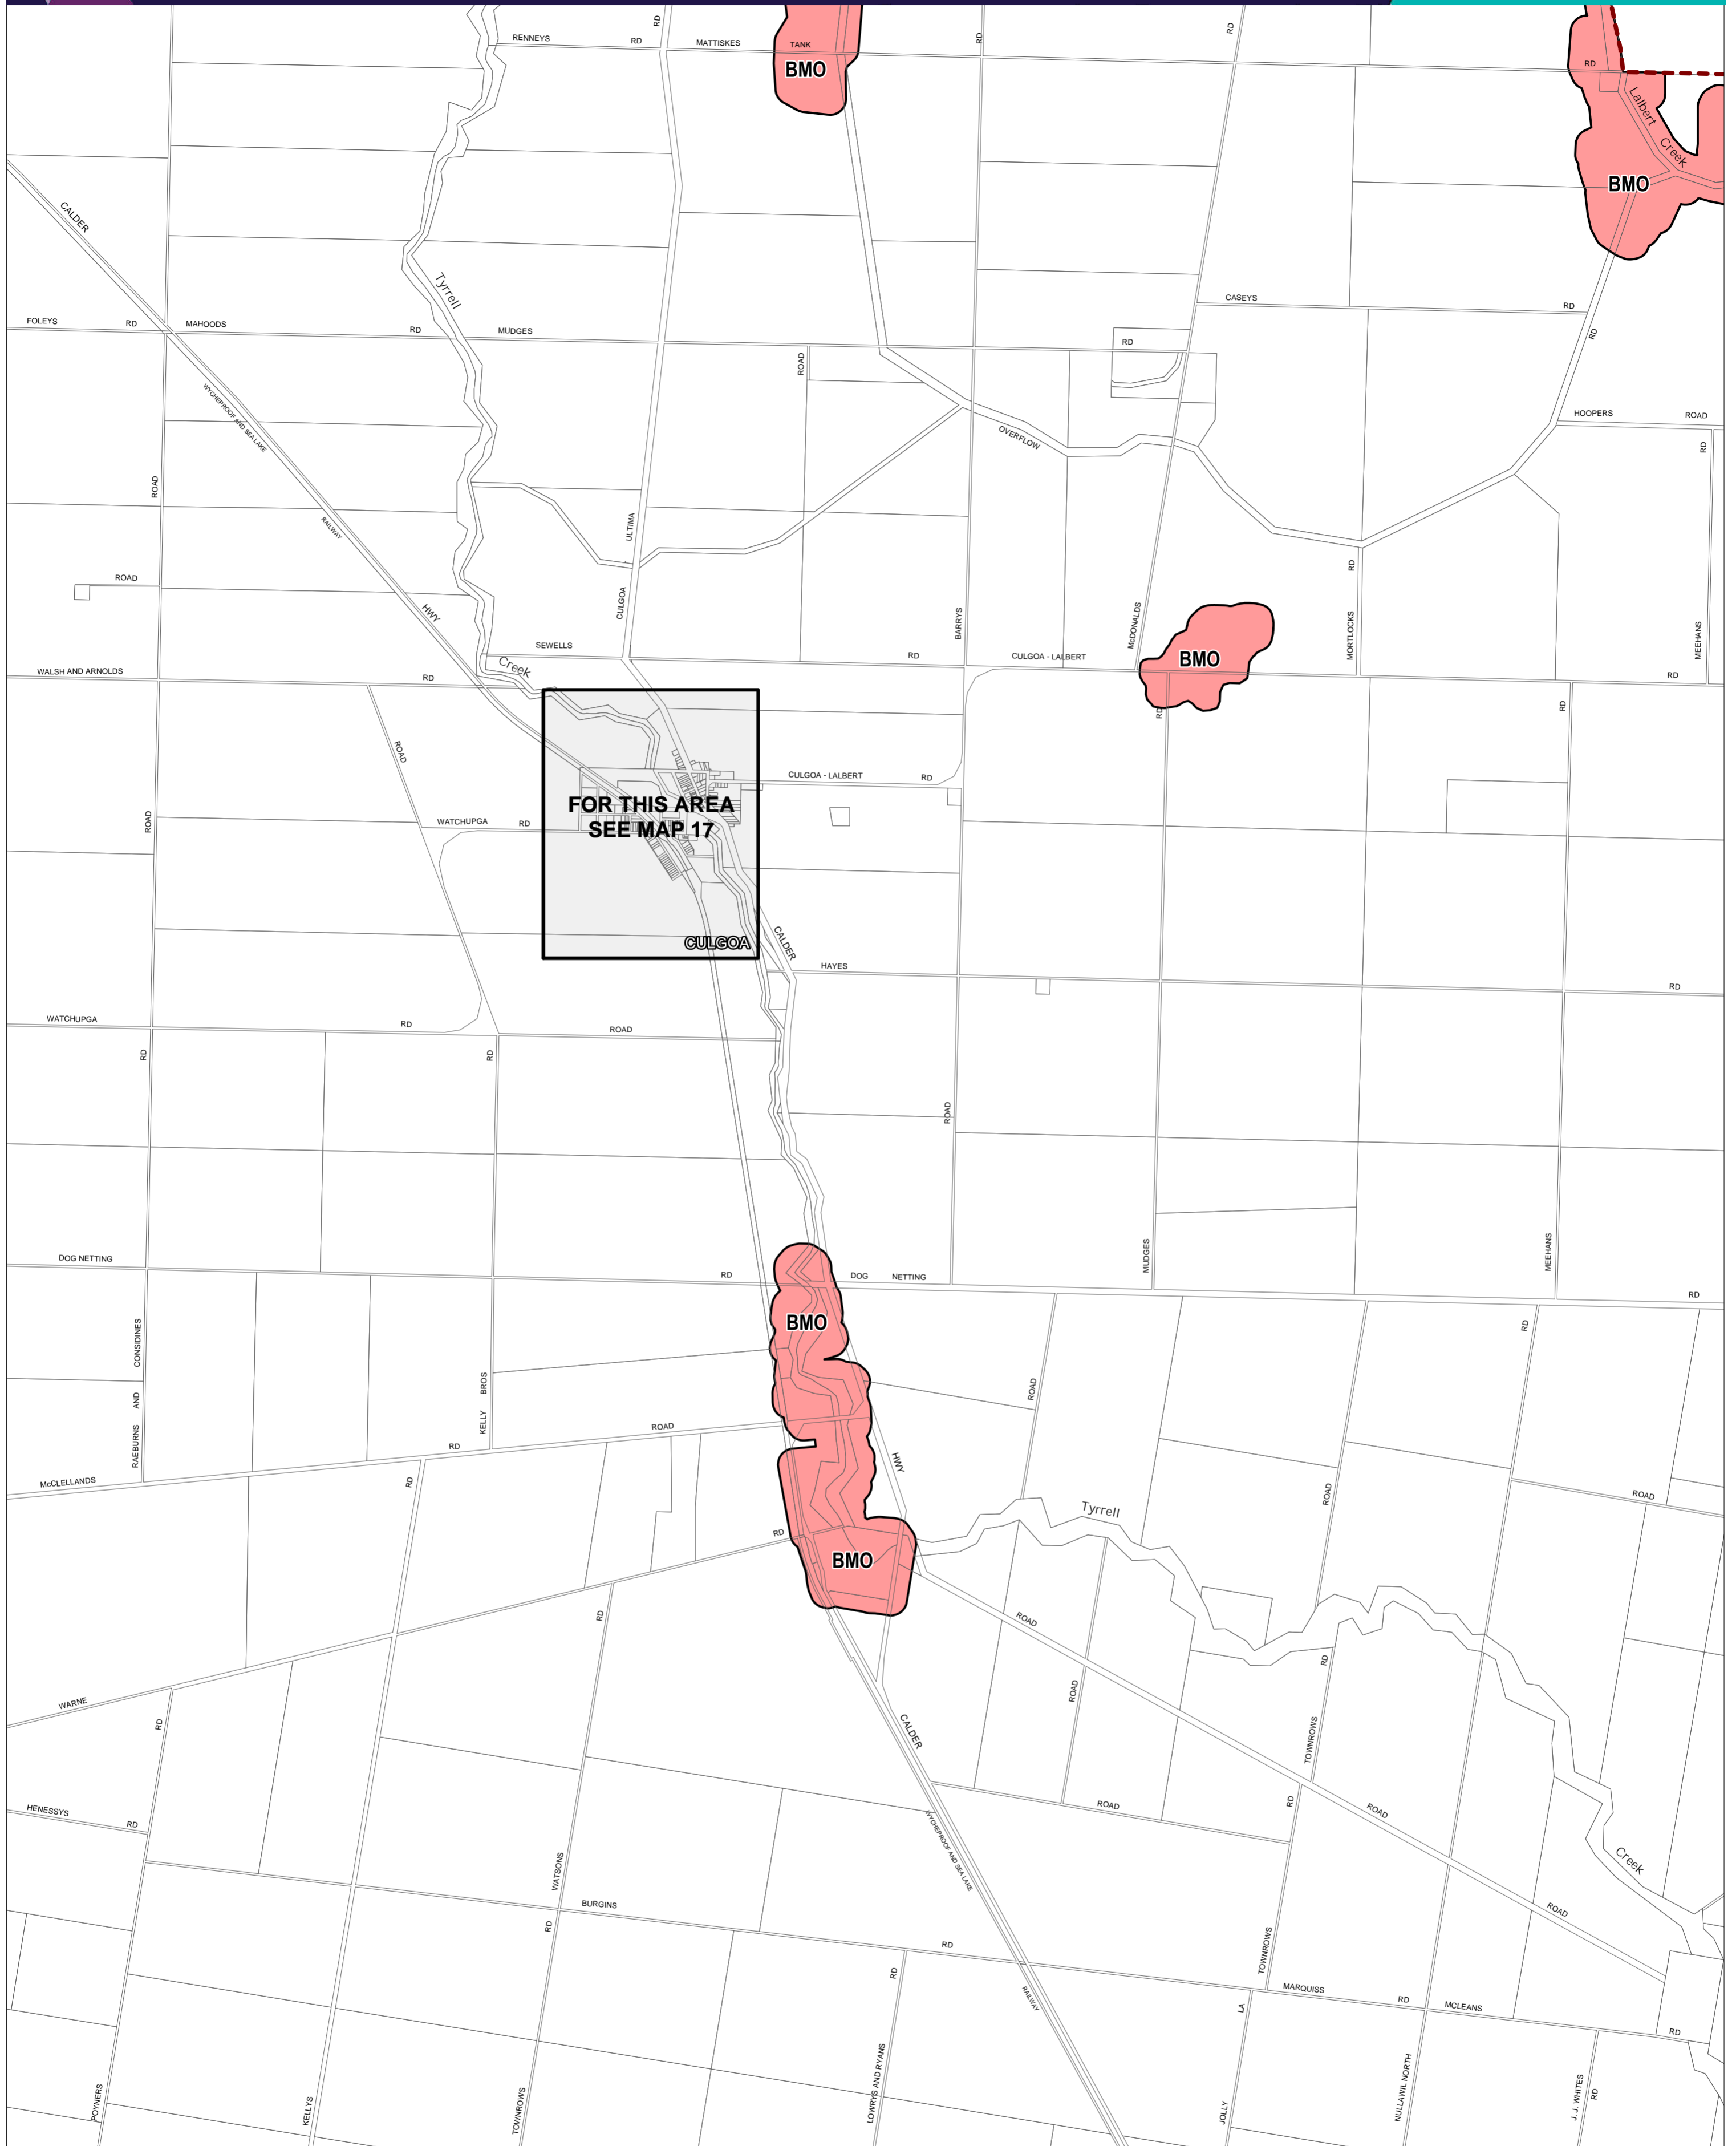 RD
RD
RD
RENNEYS
RD
MATTISKES
TANK
RD
BMO
Lalbert
Creek
BMO
CALDER
Tyrrell
CASEYS
RD
FOLEYS
RD
MAHOODS
RD
MUDGES
RD
RD
ROAD
WYCHEPROOF AND SEA LAKE
HOOPERS
ROAD
OVERFLOW
RD
ROAD
ULTIMA
RAILWAY
ROAD
RD
HWY
CULGOA
BARRYS
McDONALDS
MORTLOCKS
MEEHANS
SEWELLS
RD
CULGOA - LALBERT
BMO
Creek
WALSH AND ARNOLDS
RD
RD
RD
RD
ROAD
CULGOA - LALBERT
RD
FOR THIS AREA
SEE MAP 17
ROAD
WATCHUPGA
RD
CULGOA
CALDER
HAYES
RD
WATCHUPGA
RD
ROAD
RD
RD
ROAD
DOG NETTING
RD
DOG
NETTING
MUDGES
MEEHANS
RD
BMO
CONSIDINES
AND
RAEBURNS
KELLY
BROS
RD
ROAD
ROAD
RD
McCLELLANDS
RD
HWY
ROAD
ROAD
Tyrrell
RD
BMO
RD
ROAD
RD
WARNE
RD
ROAD
TOWNROWS
CALDER
HENESSYS
RD
ROAD
RD
ROAD
WYCHEPROOF AND SEA LAKE
Creek
WATSONS
BURGINS
RD
RD
ROAD
TOWNROWS
RD
RAILWAY
MARQUISS
RD
MCLEANS
LA
RD
POYNERS
KELLYS
TOWNROWS
LOWRYS AND RYANS
JOLLY
NULLAWIL NORTH
J. J. WHITES
RD